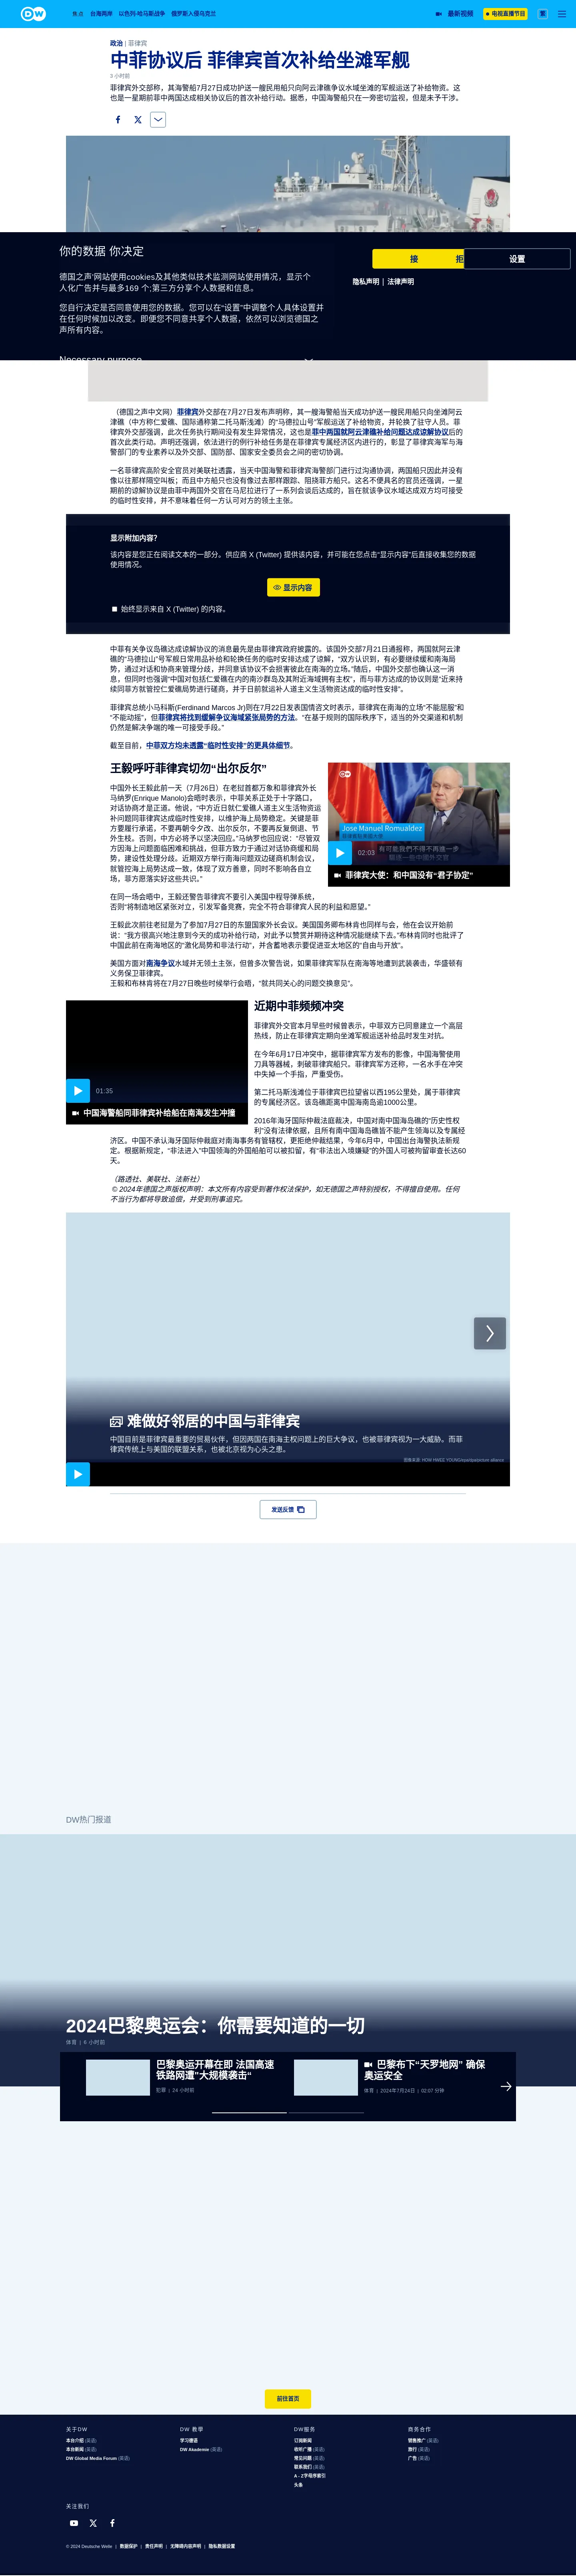 DW
焦点 台海两岸 以色列-哈马斯战争 俄罗斯入侵乌克兰
最新视频
电视直播节目
繁
政治 | 菲律宾
中菲协议后 菲律宾首次补给坐滩军舰
3 小时前
菲律宾外交部称，其海警船7月27日成功护送一艘民用船只向阿云津礁争议水域坐滩的军舰运送了补给物资。这
也是一星期前菲中两国达成相关协议后的首次补给行动。据悉，中国海警船只在一旁密切监视，但是未予干涉。
你的数据 你决定
德国之声‘网站使用cookies及其他类似技术监测网站使用情况，显示个
人化广告并与最多169 个;第三方分享个人数据和信息。
您自行决定是否同意使用您的数据。您可以在“设置”中调整个人具体设置并
在任何时候加以改变。即便您不同意共享个人数据，依然可以浏览德国之
声所有内容。
Necessary purpose
接 拒
设置
隐私声明 | 法律声明
（德国之声中文网）菲律宾外交部在7月27日发布声明称，其一艘海警船当天成功护送一艘民用船只向坐滩阿云
津礁（中方称仁爱礁、国际通称第二托马斯浅滩）的“马德拉山号”军舰运送了补给物资，并轮换了驻守人员。菲
律宾外交部强调，此次任务执行期间没有发生异常情况，这也是菲中两国就阿云津礁补给问题达成谅解协议后的
首次此类行动。声明还强调，依法进行的例行补给任务是在菲律宾专属经济区内进行的，彰显了菲律宾海军与海
警部门的专业素养以及外交部、国防部、国家安全委员会之间的密切协调。
一名菲律宾高阶安全官员对美联社透露，当天中国海警和菲律宾海警部门进行过沟通协调，两国船只因此并没有
像以往那样隔空叫板；而且中方船只也没有像过去那样跟踪、阻挠菲方船只。这名不便具名的官员还强调，一星
期前的谅解协议是由菲中两国外交官在马尼拉进行了一系列会谈后达成的，旨在就该争议水域达成双方均可接受
的临时性安排，并不意味着任何一方认可对方的领土主张。
显示附加内容？
该内容是您正在阅读文本的一部分。供应商 X (Twitter) 提供该内容，并可能在您点击“显示内容”后直接收集您的数据
使用情况。
显示内容
始终显示来自 X (Twitter) 的内容。
中菲有关争议岛礁达成谅解协议的消息最先是由菲律宾政府披露的。该国外交部7月21日通报称，两国就阿云津
礁的“马德拉山”号军舰日常用品补给和轮换任务的临时安排达成了谅解，“双方认识到，有必要继续缓和南海局
势，通过对话和协商来管理分歧，并同意该协议不会损害彼此在南海的立场。”随后，中国外交部也确认这一消
息，但同时也强调“中国对包括仁爱礁在内的南沙群岛及其附近海域拥有主权”，而与菲方达成的协议则是“近来持
续同菲方就管控仁爱礁局势进行磋商，并于日前就运补人道主义生活物资达成的临时性安排”。
菲律宾总统小马科斯(Ferdinand Marcos Jr)则在7月22日发表国情咨文时表示，菲律宾在南海的立场“不能屈服”和
“不能动摇”，但菲律宾将找到缓解争议海域紧张局势的方法。“在基于规则的国际秩序下，适当的外交渠道和机制
仍然是解决争端的唯一可接受手段。”
截至目前，中菲双方均未透露“临时性安排”的更具体细节。
王毅呼吁菲律宾切勿“出尔反尔”
中国外长王毅此前一天（7月26日）在老挝首都万象和菲律宾外长
马纳罗(Enrique Manolo)会晤时表示，中菲关系正处于十字路口，
对话协商才是正道。他说，“中方近日就仁爱礁人道主义生活物资运
补问题同菲律宾达成临时性安排，以维护海上局势稳定。关键是菲
方要履行承诺，不要再朝令夕改、出尔反尔，不要再反复倒退、节
外生枝。否则，中方必将予以坚决回应。”马纳罗也回应说：“尽管双
方因海上问题面临困难和挑战，但菲方致力于通过对话协商缓和局
势，建设性处理分歧。近期双方举行南海问题双边磋商机制会议，
就管控海上局势达成一致，体现了双方善意，同时不影响各自立
场，菲方愿落实好这些共识。”
DW
Jose Manuel Romualdez
菲律宾驻美国大使
有可能我們不得不再進一步
驅逐一些中國外交官
02:03
菲律宾大使：和中国没有“君子协定”
在同一场会晤中，王毅还警告菲律宾不要引入美国中程导弹系统，
否则“将制造地区紧张对立，引发军备竞赛，完全不符合菲律宾人民的利益和愿望。”
王毅此次前往老挝是为了参加7月27日的东盟国家外长会议。美国国务卿布林肯也同样与会，他在会议开始前
说：“我方很高兴地注意到今天的成功补给行动，对此予以赞赏并期待这种情况能继续下去。”布林肯同时也批评了
中国此前在南海地区的“激化局势和非法行动”，并含蓄地表示要促进亚太地区的“自由与开放”。
美国方面对南海争议水域并无领土主张，但曾多次警告说，如果菲律宾军队在南海等地遭到武装袭击，华盛顿有
义务保卫菲律宾。
王毅和布林肯将在7月27日晚些时候举行会晤，“就共同关心的问题交换意见”。
01:35
中国海警船同菲律宾补给船在南海发生冲撞
近期中菲频频冲突
菲律宾外交官本月早些时候曾表示，中菲双方已同意建立一个高层
热线，防止在菲律宾定期向坐滩军舰运送补给品时发生对抗。
在今年6月17日冲突中，据菲律宾军方发布的影像，中国海警使用
刀具等器械，刺破菲律宾船只。菲律宾军方还称，一名水手在冲突
中失掉一个手指，严重受伤。
第二托马斯浅滩位于菲律宾巴拉望省以西195公里处，属于菲律宾
的专属经济区。该岛礁距离中国海南岛逾1000公里。
2016年海牙国际仲裁法庭裁决，中国对南中国海岛礁的“历史性权
利”没有法律依据，且所有南中国海岛礁皆不能产生领海以及专属经
济区。中国不承认海牙国际仲裁庭对南海事务有管辖权，更拒绝仲裁结果，今年6月，中国出台海警执法新规
定。根据新规定，“非法进入”中国领海的外国船舶可以被扣留，有“非法出入境嫌疑”的外国人可被拘留审查长达60
天。
（路透社、美联社、法新社）
© 2024年德国之声版权声明：本文所有内容受到著作权法保护，如无德国之声特别授权，不得擅自使用。任何
不当行为都将导致追偿，并受到刑事追究。
难做好邻居的中国与菲律宾
中国目前是菲律宾最重要的贸易伙伴，但因两国在南海主权问题上的巨大争议，也被菲律宾视为一大威胁。而菲
律宾传统上与美国的联盟关系，也被北京视为心头之患。
发送反馈
DW热门报道
2024巴黎奥运会：你需要知道的一切
体育 | 6 小时前
巴黎奥运开幕在即 法国高速
铁路网遭”大规模袭击“
犯罪 | 24 小时前
巴黎布下“天罗地网” 确保
奥运安全
体育 | 2024年7月24日 | 02:07 分钟
前往首页
关于DW
本台介绍 (英语)
本台新闻 (英语)
DW Global Media Forum (英语)
DW 教學
学习德语
DW Akademie (英语)
DW服务
订阅新闻
收听广播 (英语)
常见问题 (英语)
联系我们 (英语)
A - Z字母序索引
头条
商务合作
销售推广 (英语)
旅行 (英语)
广告 (英语)
关注我们
© 2024 Deutsche Welle | 数据保护 | 责任声明 | 无障碍内容声明 | 隐私数据设置